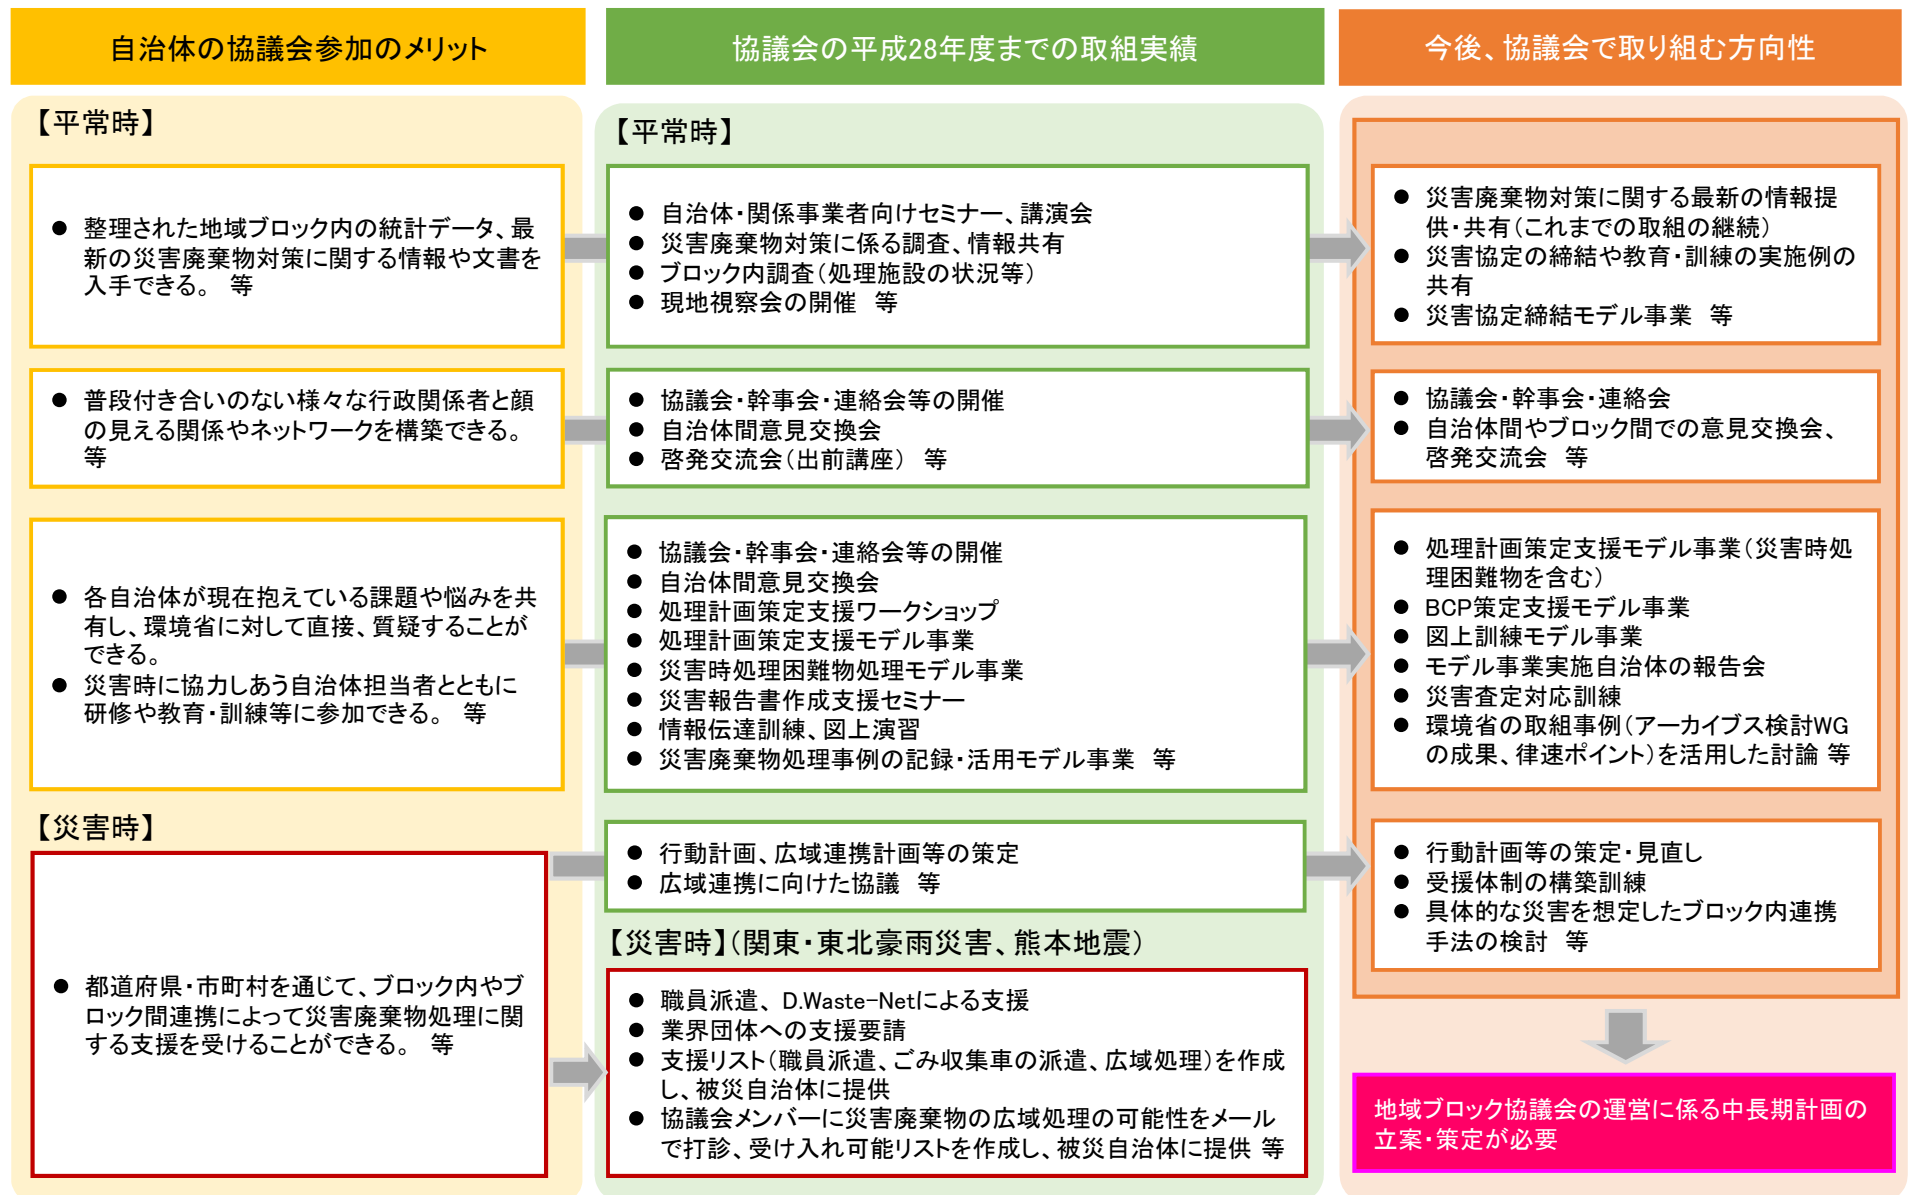 自治体の協議会参加のメリット
【平常時】
● 整理された地域ブロック内の統計データ、最
新の災害廃棄物対策に関する情報や文書を
入手できる。 等
● 普段付き合いのない様々な行政関係者と顔
の見える関係やネットワークを構築できる。
等
● 各自治体が現在抱えている課題や悩みを共
有し、環境省に対して直接、質疑することが
できる。
● 災害時に協力しあう自治体担当者とともに
研修や教育・訓練等に参加できる。 等
【災害時】
● 都道府県・市町村を通じて、ブロック内やブ
ロック間連携によって災害廃棄物処理に関
する支援を受けることができる。 等
協議会の平成28年度までの取組実績
【平常時】
● 自治体・関係事業者向けセミナー、講演会
● 災害廃棄物対策に係る調査、情報共有
● ブロック内調査(処理施設の状況等)
● 現地視察会の開催 等
● 協議会・幹事会・連絡会等の開催
● 自治体間意見交換会
● 啓発交流会(出前講座) 等
● 協議会・幹事会・連絡会等の開催
● 自治体間意見交換会
● 処理計画策定支援ワークショップ
● 処理計画策定支援モデル事業
● 災害時処理困難物処理モデル事業
● 災害報告書作成支援セミナー
● 情報伝達訓練、図上演習
● 災害廃棄物処理事例の記録・活用モデル事業 等
● 行動計画、広域連携計画等の策定
● 広域連携に向けた協議 等
【災害時】(関東・東北豪雨災害、熊本地震)
● 職員派遣、D.Waste-Netによる支援
● 業界団体への支援要請
● 支援リスト(職員派遣、ごみ収集車の派遣、広域処理)を作成
し、被災自治体に提供
● 協議会メンバーに災害廃棄物の広域処理の可能性をメール
で打診、受け入れ可能リストを作成し、被災自治体に提供 等
今後、協議会で取り組む方向性
● 災害廃棄物対策に関する最新の情報提
供・共有(これまでの取組の継続)
● 災害協定の締結や教育・訓練の実施例の
共有
● 災害協定締結モデル事業 等
● 協議会・幹事会・連絡会
● 自治体間やブロック間での意見交換会、
啓発交流会 等
● 処理計画策定支援モデル事業(災害時処
理困難物を含む)
● BCP策定支援モデル事業
● 図上訓練モデル事業
● モデル事業実施自治体の報告会
● 災害査定対応訓練
● 環境省の取組事例(アーカイブス検討WG
の成果、律速ポイント)を活用した討論 等
● 行動計画等の策定・見直し
● 受援体制の構築訓練
● 具体的な災害を想定したブロック内連携
手法の検討 等
地域ブロック協議会の運営に係る中長期計画の
立案・策定が必要